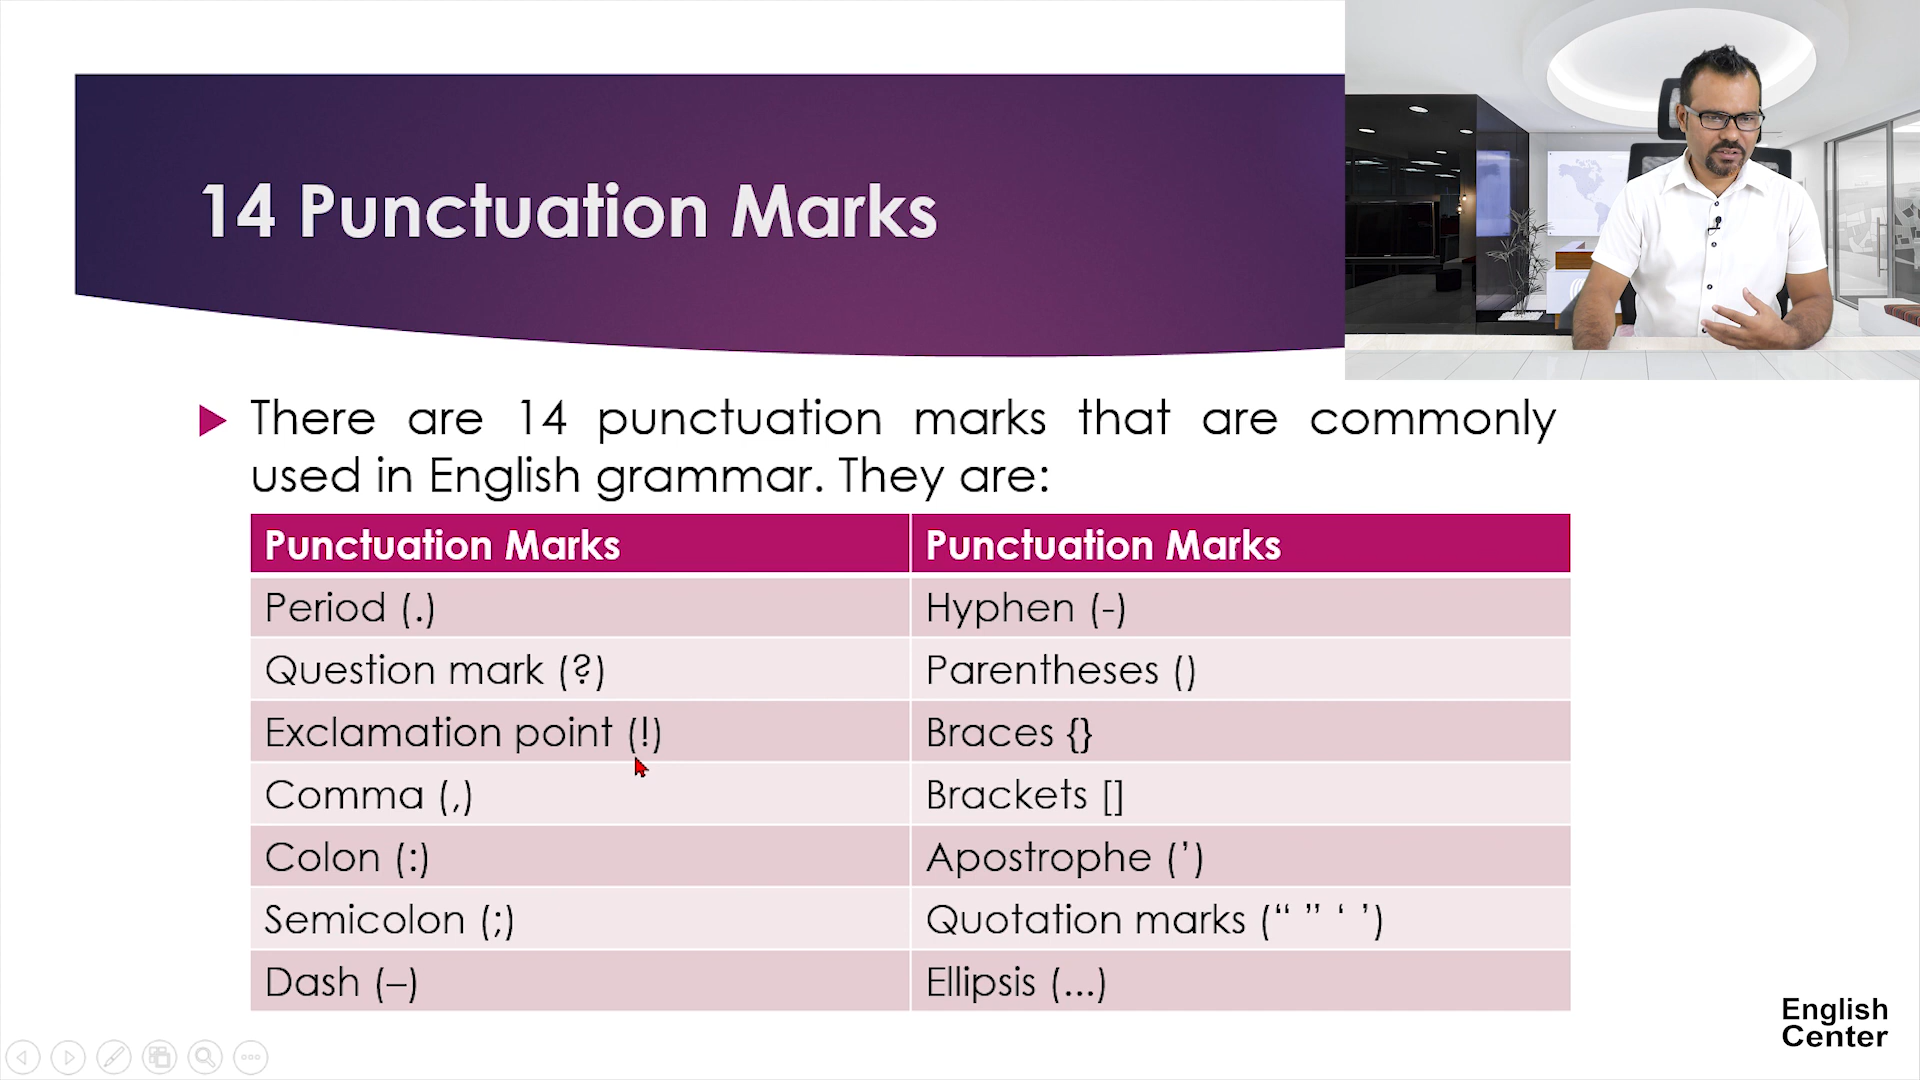 14 Punctuation Marks
There are 14 punctuation marks that are commonly
used in English grammar. They are:
Punctuation Marks Punctuation Marks
Period (.) Hyphen (-)
Question mark (?) Parentheses ()
Exclamation point (!) Braces {}
Comma (,) Brackets []
Colon (:) Apostrophe (’)
Semicolon (;) Quotation marks (“ ” ‘ ’)
Dash (–) Ellipsis (...)
English
Center